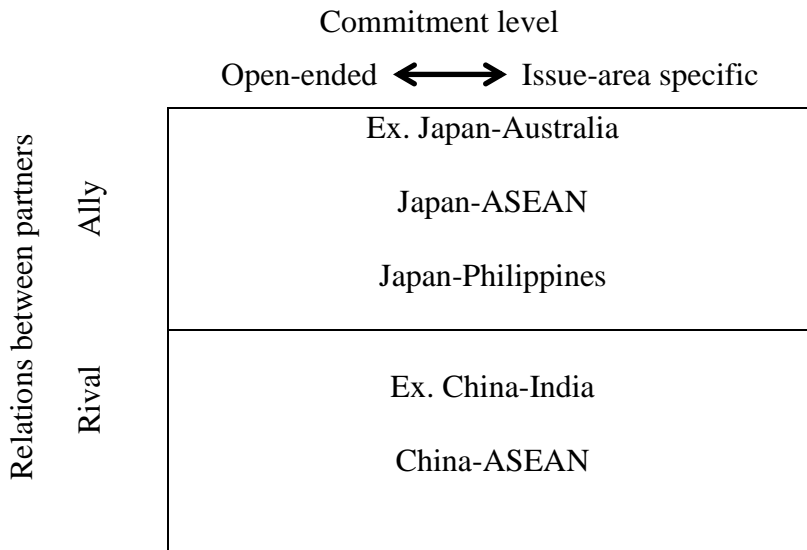 Commitment level
Open-ended Issue-area specific
Relations between partners
Ally
Ex. Japan-Australia
Japan-ASEAN
Japan-Philippines
Rival
Ex. China-India
China-ASEAN